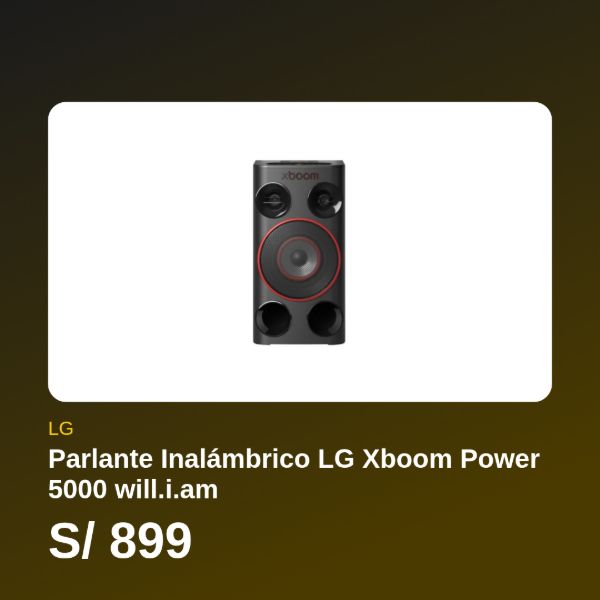 xboom
LG
Parlante Inalámbrico LG Xboom Power
5000 will.i.am
S/ 899